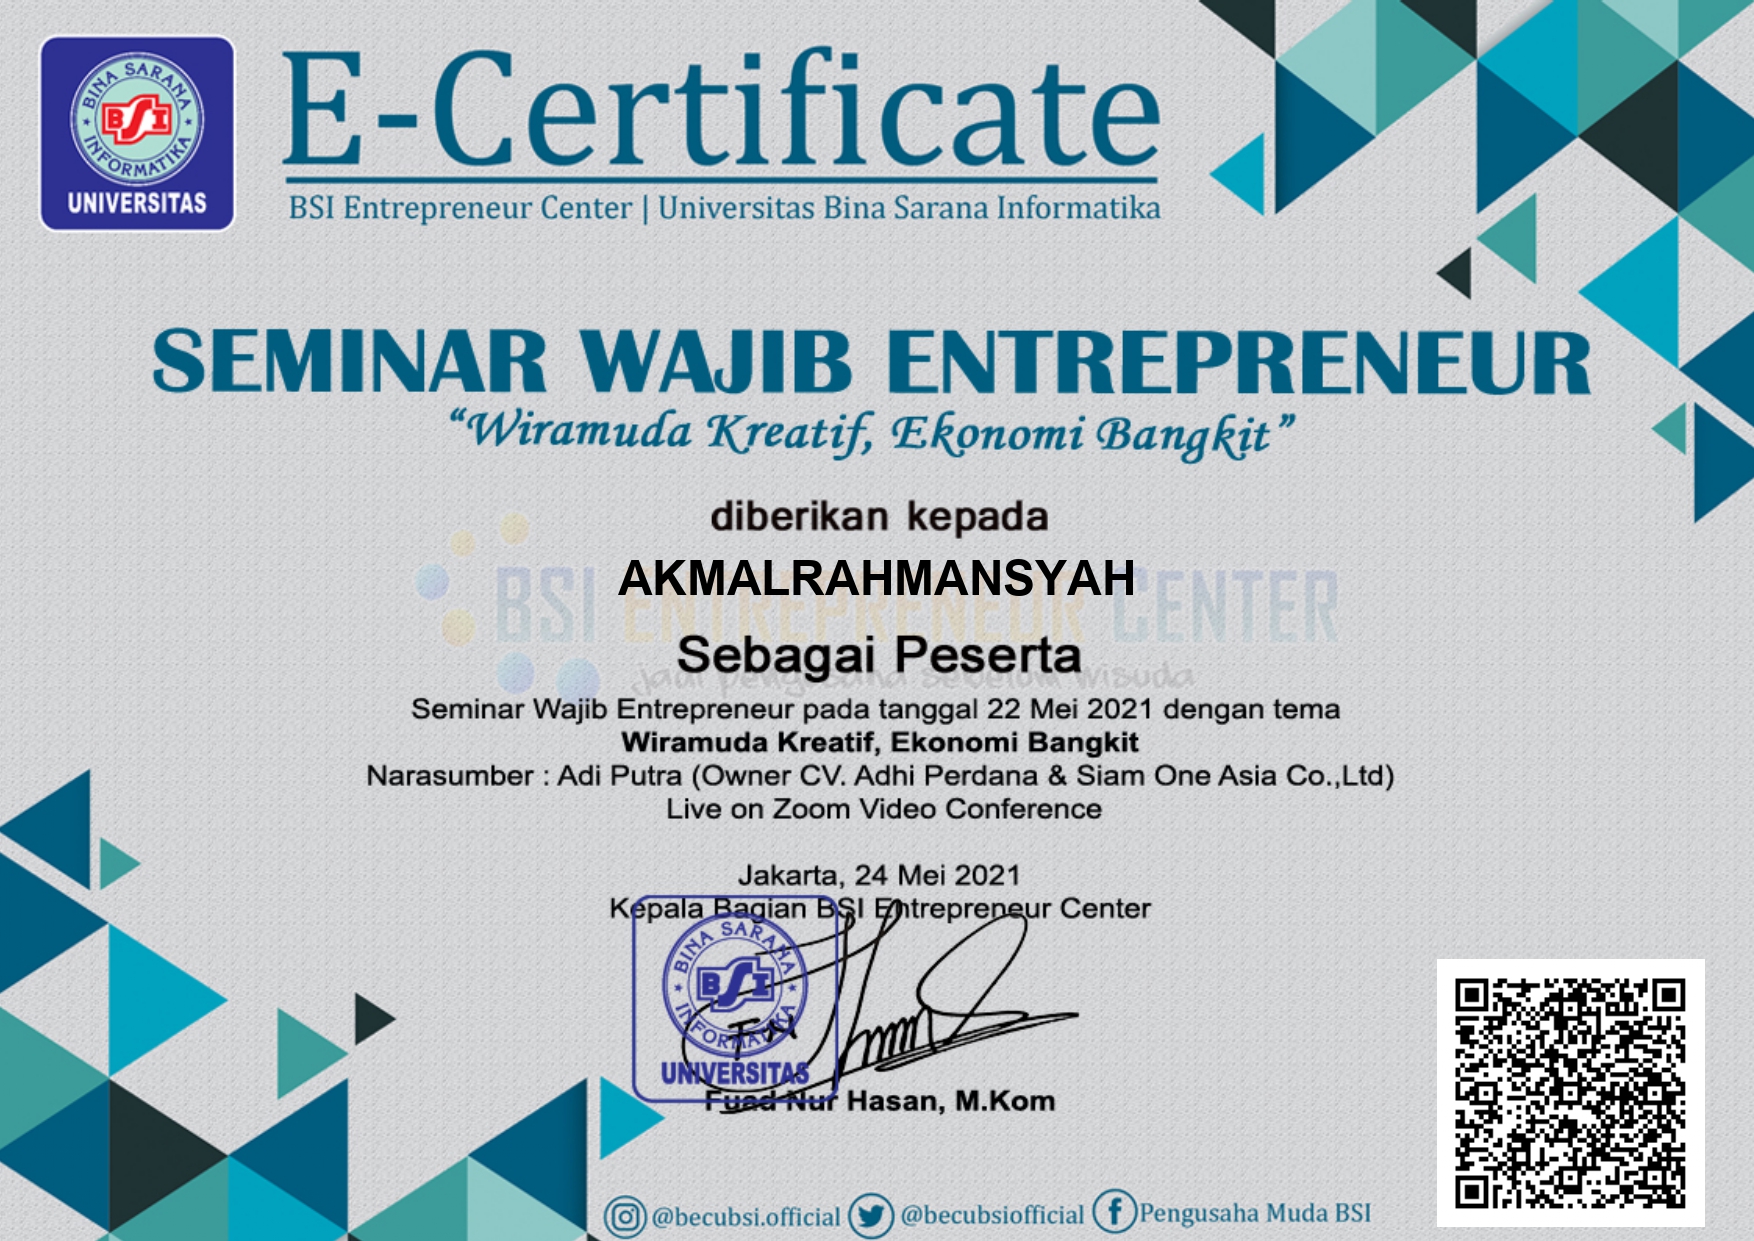 BINA SARANA
BSI
INFORMATIKA
UNIVERSITAS
E-Certificate
BSI Entrepreneur Center | Universitas Bina Sarana Informatika
SEMINAR WAJIB ENTREPRENEUR
“Wiramuda Kreatif, Ekonomi Bangkit”
diberikan kepada
AKMALRAHMANSYAH
BSI ENTREPRENEUR CENTER
Sebagai Peserta
jadi pengusaha sebelum wisuda
Seminar Wajib Entrepreneur pada tanggal 22 Mei 2021 dengan tema
Wiramuda Kreatif, Ekonomi Bangkit
Narasumber : Adi Putra (Owner CV. Adhi Perdana & Siam One Asia Co.,Ltd)
Live on Zoom Video Conference
Jakarta, 24 Mei 2021
Kepala Bagian BSI Entrepreneur Center
BINA SARANA
BSI
INFORMATIKA
UNIVERSITAS
Fuad Nur Hasan, M.Kom
@becubsi.official @becubsiofficial Pengusaha Muda BSI